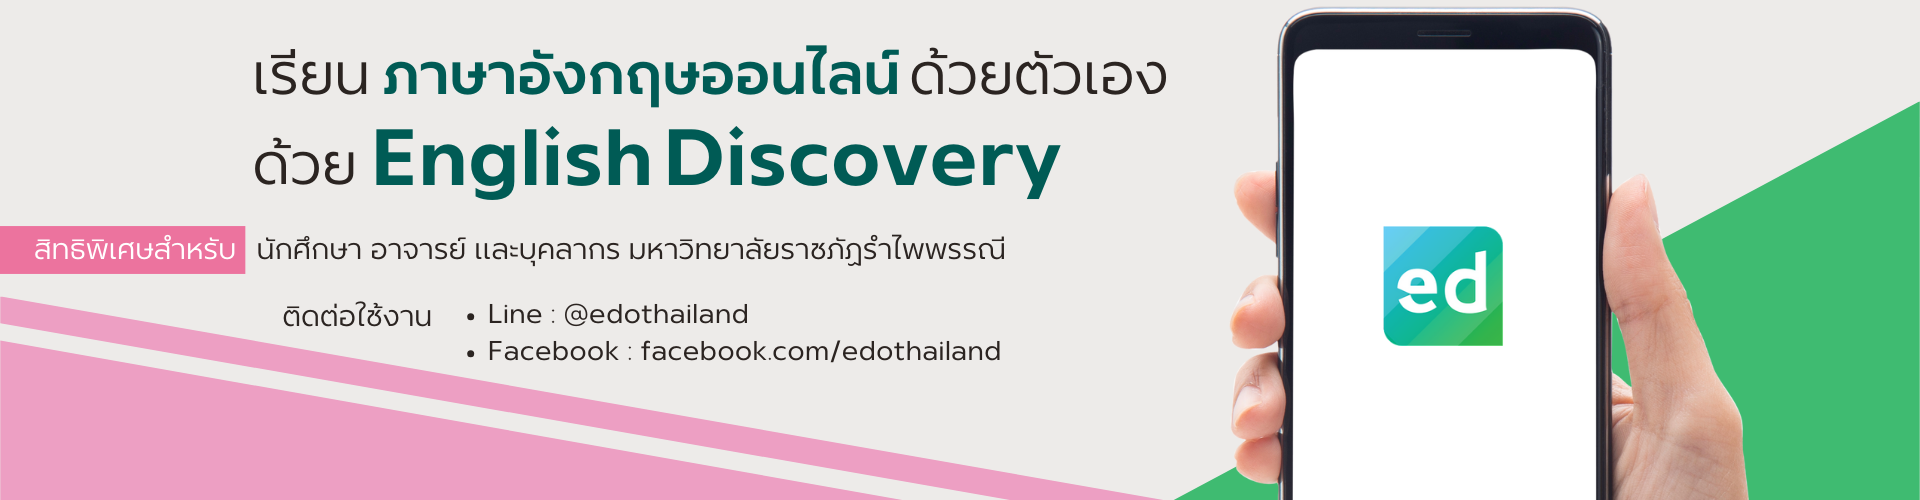 เรียน ภาษาอังกฤษออนไลน์ ด้วยตัวเอง
ด้วย English Discovery
สิทธิพิเศษสำหรับ นักศึกษา อาจารย์ และบุคลากร มหาวิทยาลัยราชภัฏรำไพพรรณี
ติดต่อใช้งาน • Line : @edothailand
• Facebook : facebook.com/edothailand
ed